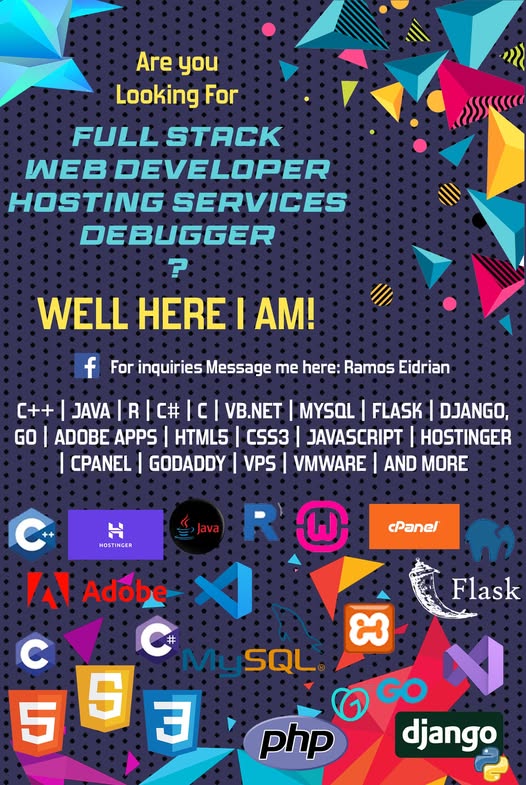 Are you
Looking For
FULL STACK
WEB DEVELOPER
HOSTING SERVICES
DEBUGGER
?
WELL HERE I AM!
f For inquiries Message me here: Ramos Eidrian
C++ | JAVA | R | C# | C | VB.NET | MYSQL | FLASK | DJANGO,
GO | ADOBE APPS | HTML5 | CSS3 | JAVASCRIPT | HOSTINGER
| CPANEL | GODADDY | VPS | VMWARE | AND MORE
C++
HOSTINGER
Java
R
W
cPanel
Adobe
Flask
C
C#
MySQL®
5
5
3
GO
php
django